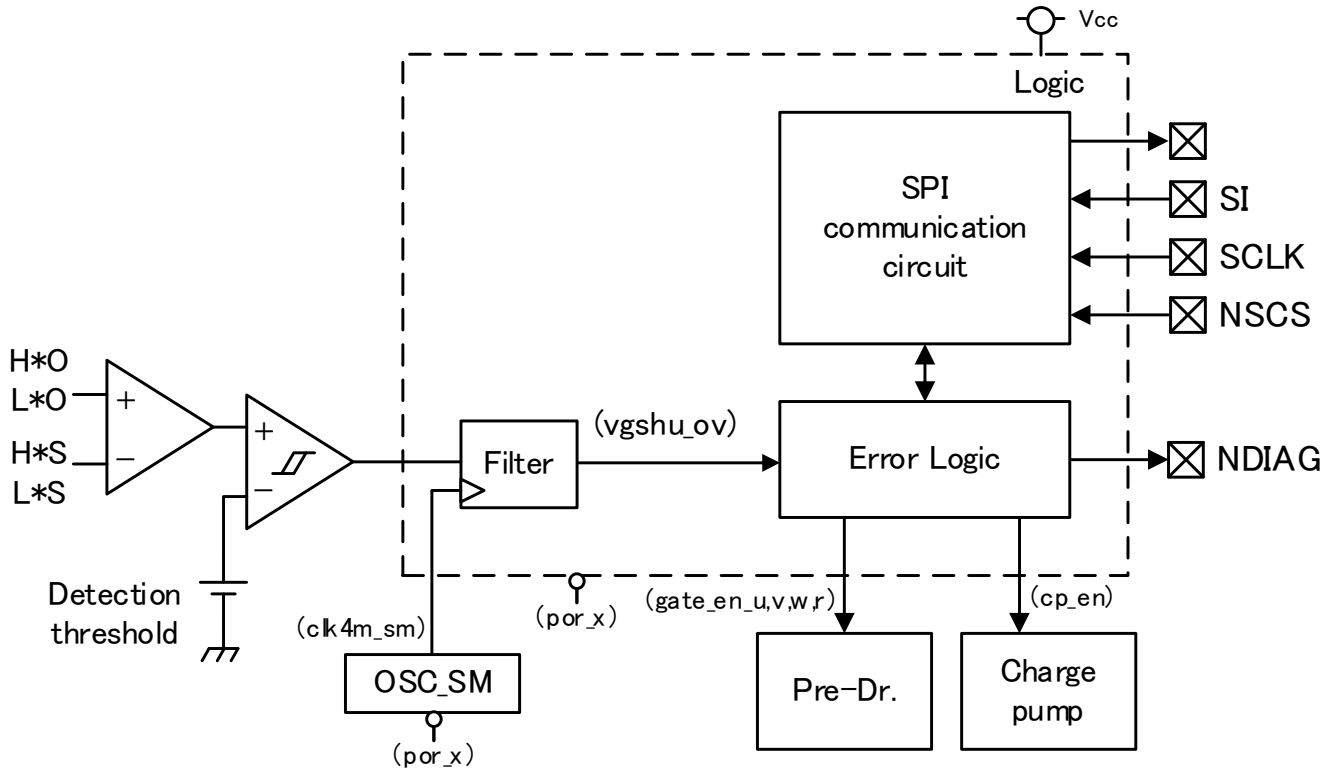 Vcc
Logic
SPI
communication
circuit
SI
SCLK
NSCS
H*O
L*O
H*S
L*S
+
−
+
−
Filter
(vgshu_ov)
Error Logic
NDIAG
Detection
threshold
(clk4m_sm)
(por_x)
(gate_en_u,v,w,r)
(cp_en)
OSC_SM
(por_x)
Pre-Dr.
Charge
pump